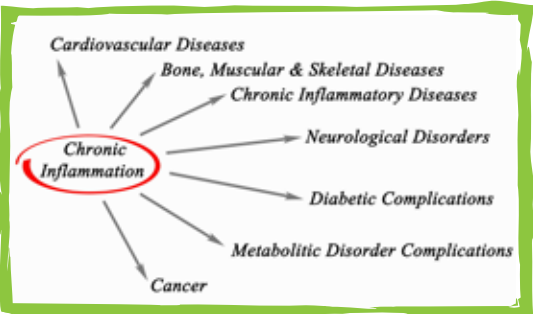 Cardiovascular Diseases
Bone, Muscular & Skeletal Diseases
Chronic Inflammatory Diseases
Neurological Disorders
Chronic
Inflammation
Diabetic Complications
Metabolitic Disorder Complications
Cancer